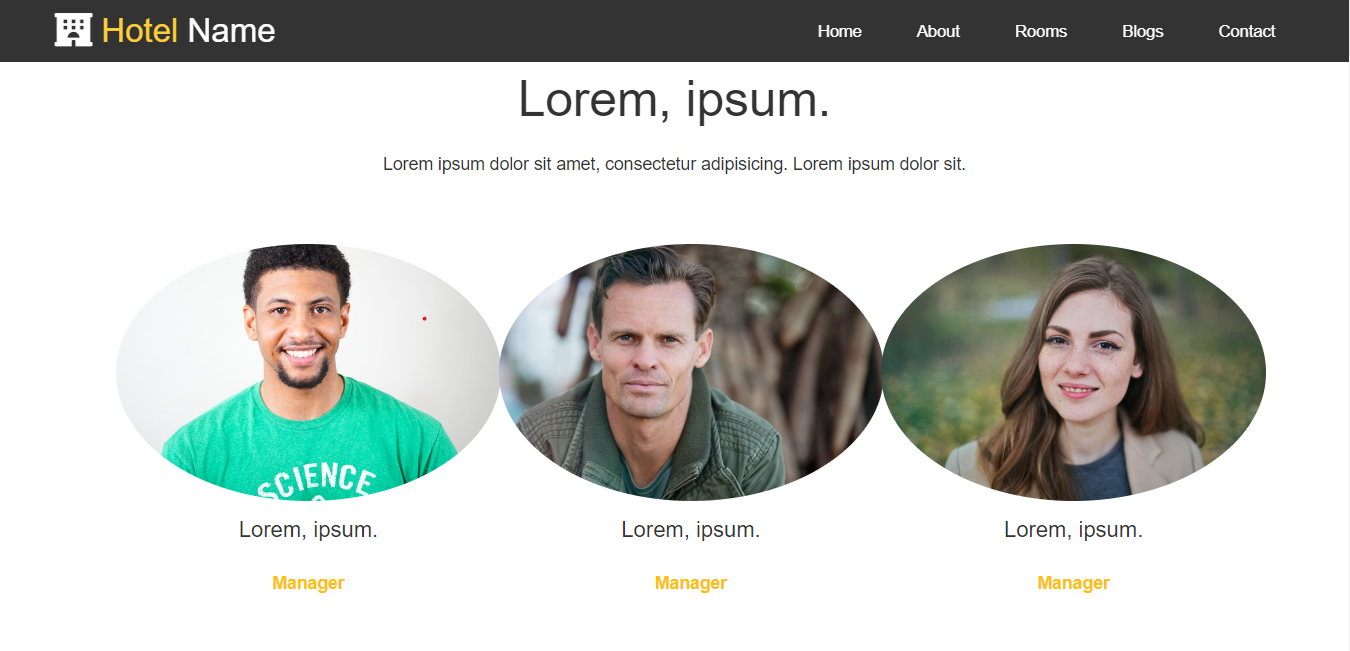 Hotel Name
Home About Rooms Blogs Contact
Lorem, ipsum.
Lorem ipsum dolor sit amet, consectetur adipisicing. Lorem ipsum dolor sit.
SCIENCE
Lorem, ipsum.
Manager
Lorem, ipsum.
Manager
Lorem, ipsum.
Manager